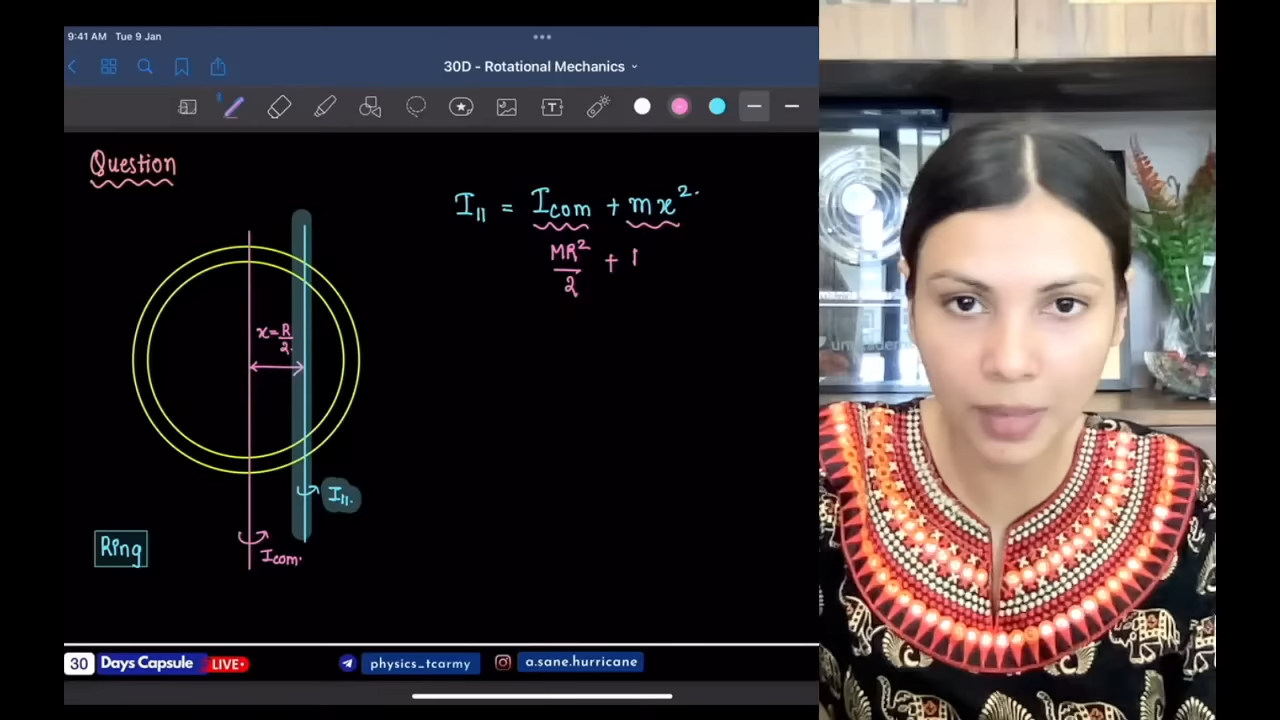 9:41 AM Tue 9 Jan
30D - Rotational Mechanics
T
Question
I₁₁ = Icom + mx².
MR²/2 + 1
x=R/2.
I₁₁.
Icom.
Ring
30 Days Capsule LIVE
physics_tcarmy
a.sane.hurricane